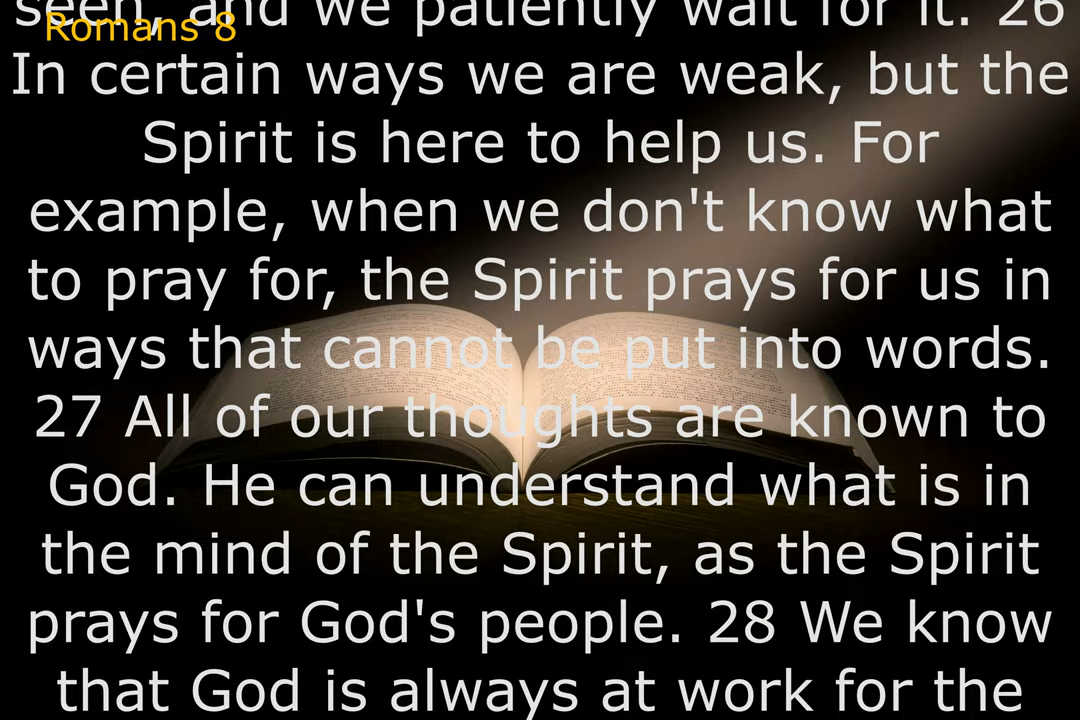 seen, and we patiently wait for it. 26
Romans 8
In certain ways we are weak, but the
Spirit is here to help us. For
example, when we don't know what
to pray for, the Spirit prays for us in
ways that cannot be put into words.
27 All of our thoughts are known to
God. He can understand what is in
the mind of the Spirit, as the Spirit
prays for God's people. 28 We know
that God is always at work for the